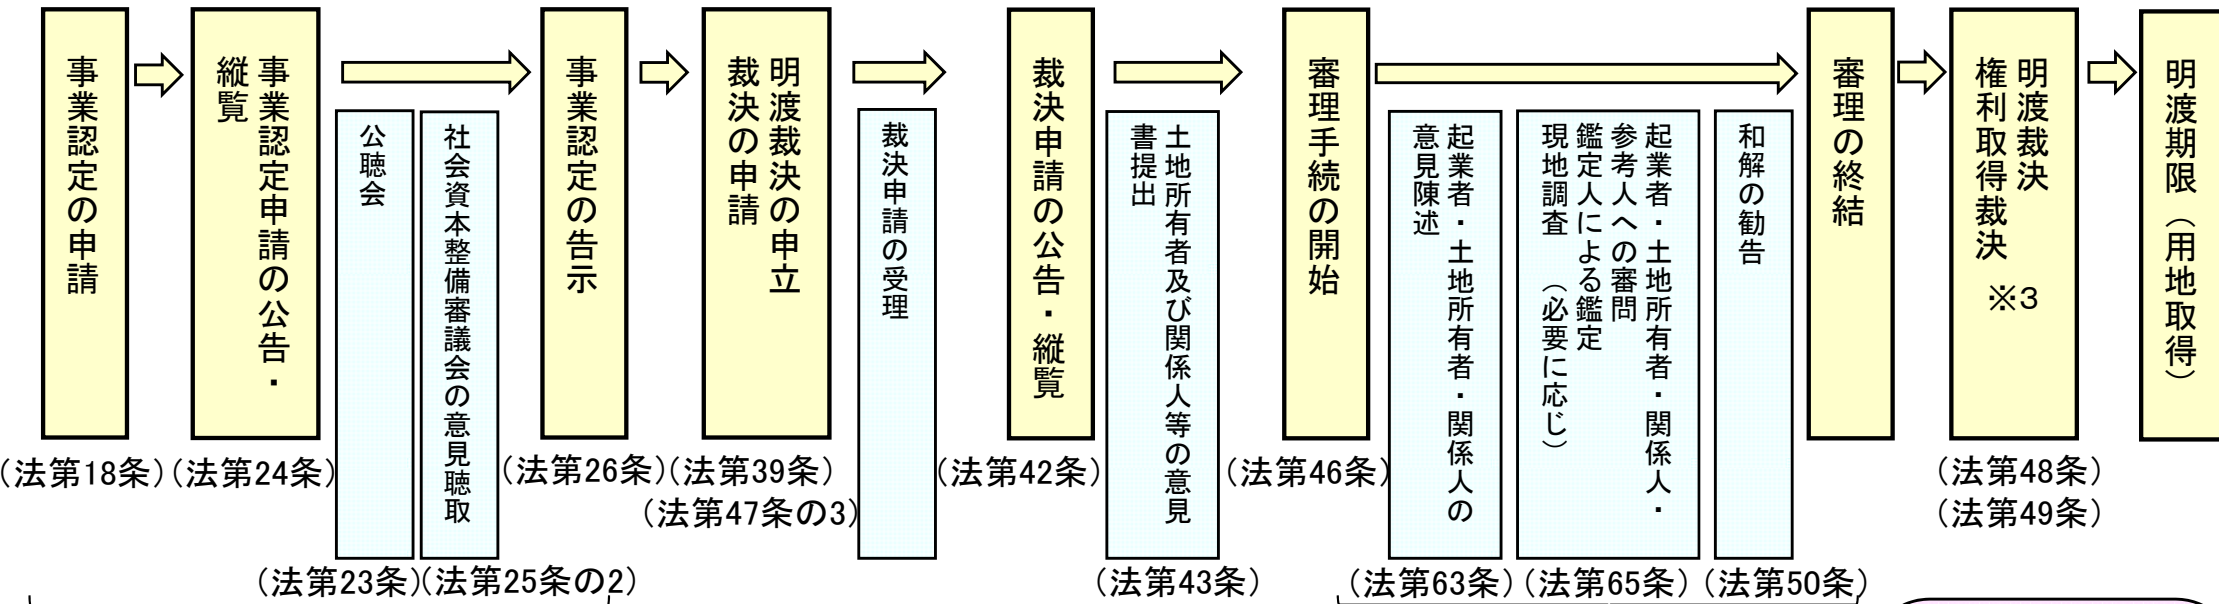 事業認定の申請
事業認定申請の公告・
縦覧
公聴会
社会資本整備審議会の意見聴取
事業認定の告示
明渡裁決の申立
裁決の申請
裁決申請の受理
裁決申請の公告・縦覧
土地所有者及び関係人等の意見
書提出
審理手続の開始
起業者・土地所有者・関係人の
意見陳述
起業者・土地所有者・関係人・
参考人への審問
鑑定人による鑑定
現地調査　（必要に応じ）
和解の勧告
審理の終結
明渡裁決
権利取得裁決　※3
明渡期限（用地取得）
（法第18条）
（法第24条）
（法第26条）
（法第39条）
（法第47条の3）
（法第42条）
（法第46条）
（法第48条）
（法第49条）
（法第23条）
（法第25条の2）
（法第43条）
（法第63条）
（法第65条）
（法第50条）